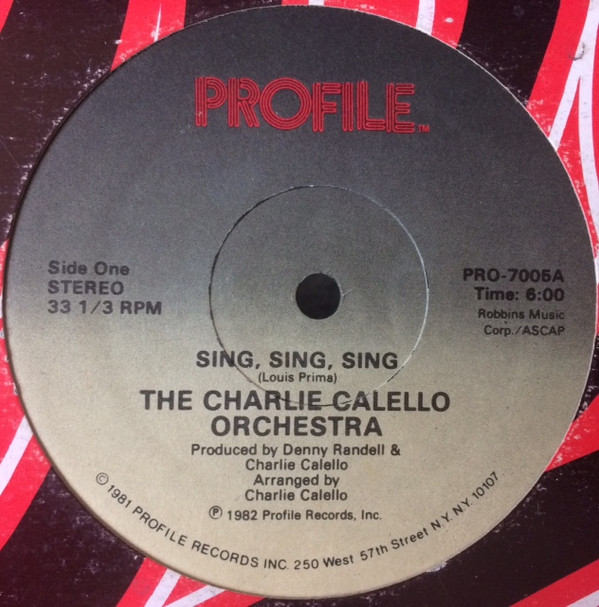 PROFILE™
Side One
STEREO
33 1/3 RPM
PRO-7005A
Time: 6:00
Robbins Music
Corp./ASCAP
SING, SING, SING
(Louis Prima)
THE CHARLIE CALELLO
ORCHESTRA
Produced by Denny Randell &
Charlie Calello
Arranged by
Charlie Calello
℗ 1982 Profile Records, Inc.
©1981 PROFILE RECORDS INC. 250 West 57th Street N.Y. N.Y. 10107